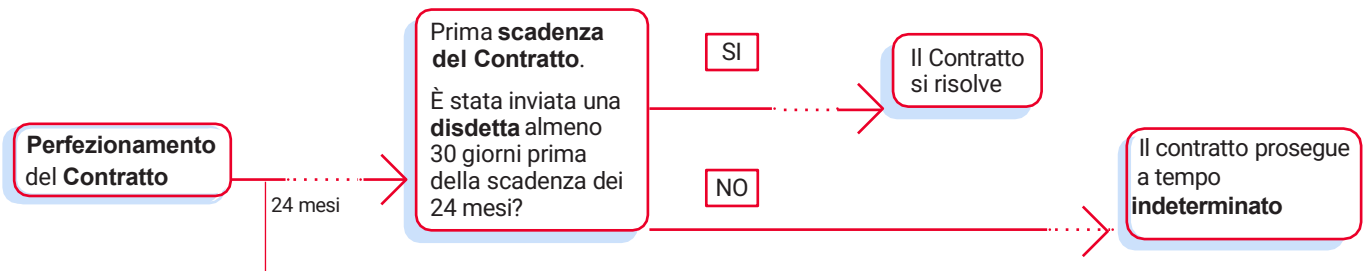 Perfezionamento
del Contratto
24 mesi
Prima scadenza
del Contratto.
È stata inviata una
disdetta almeno
30 giorni prima
della scadenza dei
24 mesi?
SI
Il Contratto
si risolve
NO
Il contratto prosegue
a tempo
indeterminato